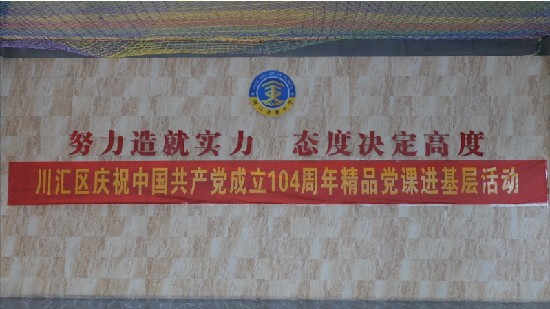 努力造就实力 态度决定高度
川汇区庆祝中国共产党成立104周年精品党课进基层活动